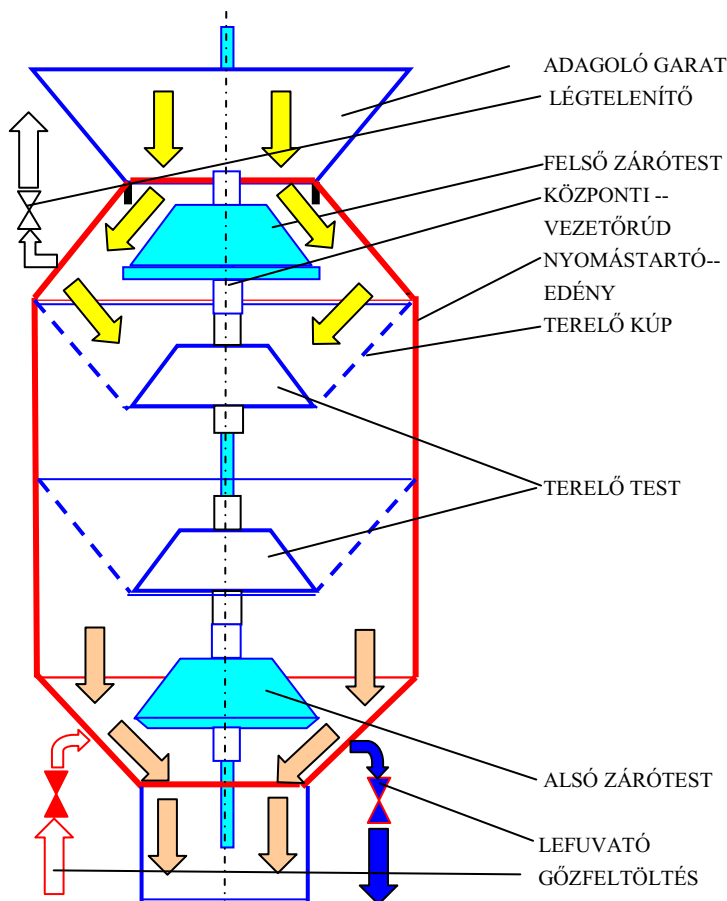 ADAGOLÓ GARAT
LÉGTELENÍTŐ
FELSŐ ZÁRÓTEST
KÖZPONTI --
VEZETŐRÚD
NYOMÁSTARTÓ--
EDÉNY
TERELŐ KÚP
TERELŐ TEST
ALSÓ ZÁRÓTEST
LEFUVATÓ
GŐZFELTÖLTÉS